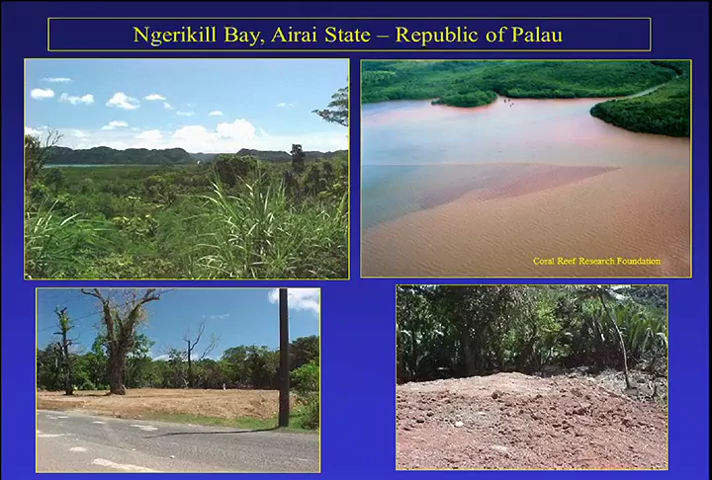 Ngerikill Bay, Airai State – Republic of Palau
Coral Reef Research Foundation